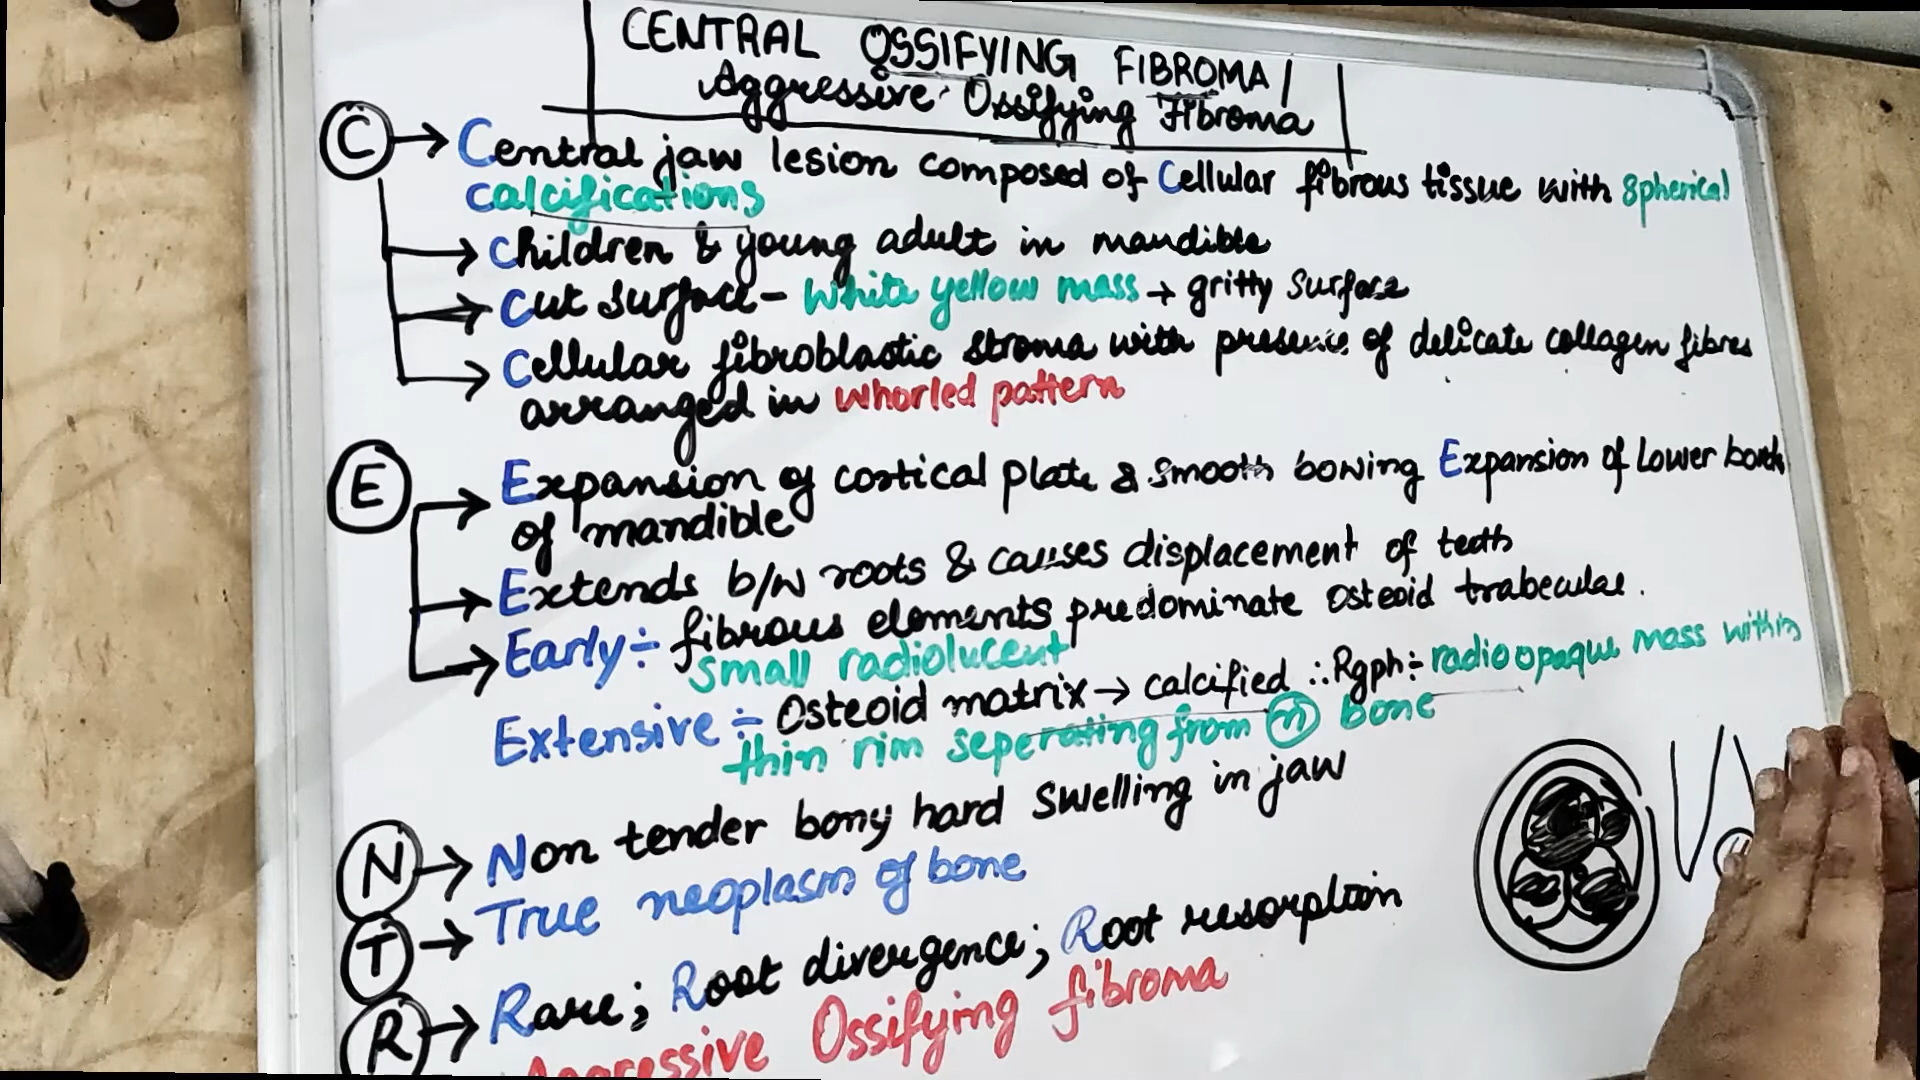 CENTRAL OSSIFYING FIBROMA/
Aggressive Ossifying Fibroma
C → Central jaw lesion composed of Cellular fibrous tissue with Spherical
calcifications
→ Children & young adult in mandible
→ Cut surface - White yellow mass → gritty surface
→ Cellular fibroblastic stroma with presence of delicate collagen fibres
arranged in whorled pattern
E → Expansion of cortical plate & smooth bowing Expansion of Lower
of mandible
→ Extends b/w roots & causes displacement of teeth
→ Early ÷ fibrous elements predominate osteoid trabeculae.
small radiolucent
Extensive ÷ Osteoid matrix → calcified ∴ Rgph ÷ radioopaque mass within
thin rim seperating from n bone
N → Non tender bony hard swelling in jaw
T → True neoplasm of bone
R → Rare; Root divergence; Root resorption
Aggressive Ossifying fibroma